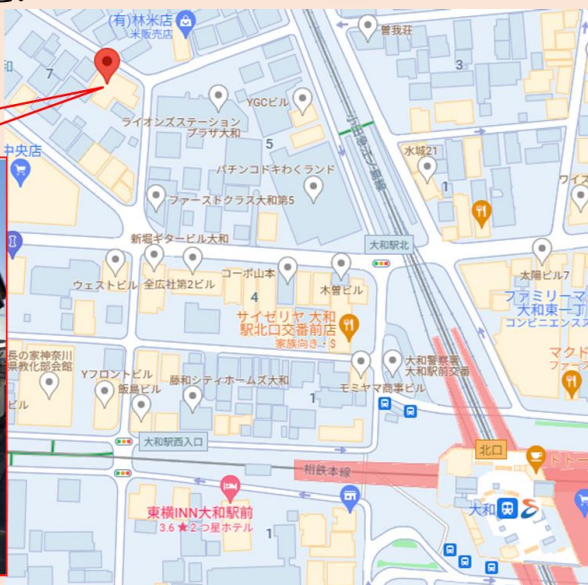 (有)林米店
米販売店
曽我荘
7
3
和
YGCビル
ライオンズステーション
プラザ大和
小田急江ノ島線
5
水城21
中央店
パチンコドキわくランド
1
ファーストクラス大和第5
ワイズ
新堀ギタービル大和
大和駅北
ウェストビル
全広社第2ビル
コーポ山本
木曽ビル
太陽ビル7
4
ファミリーマ
大和東一丁
コンビニエンスス
サイゼリヤ 大和
駅北口交番前店
家族向き・$
長の家神奈川
県教化部会館
Yフロントビル
飯島ビル
藤和シティホームズ大和
モミヤマ商事ビル
大和警察署
大和駅前交番
マクド
ファース
1
ビル
大和駅西入口
北口
相鉄本線
ドトー
東横INN大和駅前
3.6★2つ星ホテル
大和
1